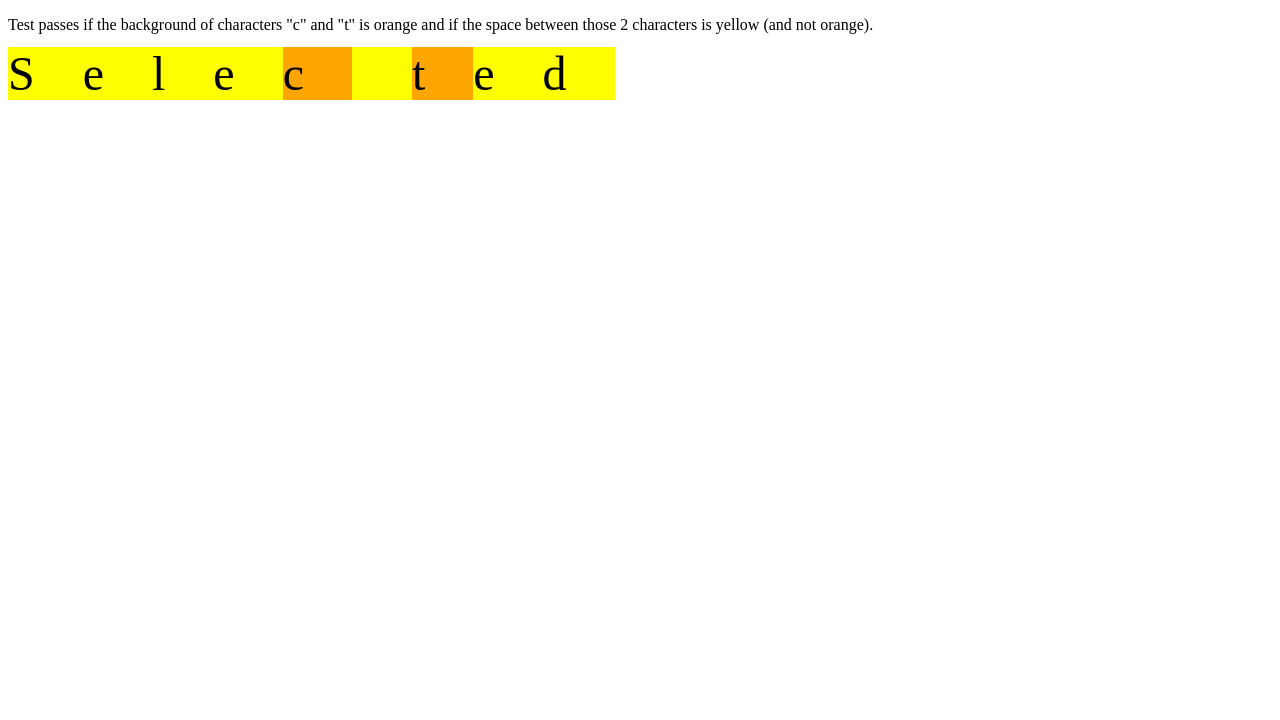 Test passes if the background of characters "c" and "t" is orange and if the space between those 2 characters is yellow (and not orange).
S e l e c t e d